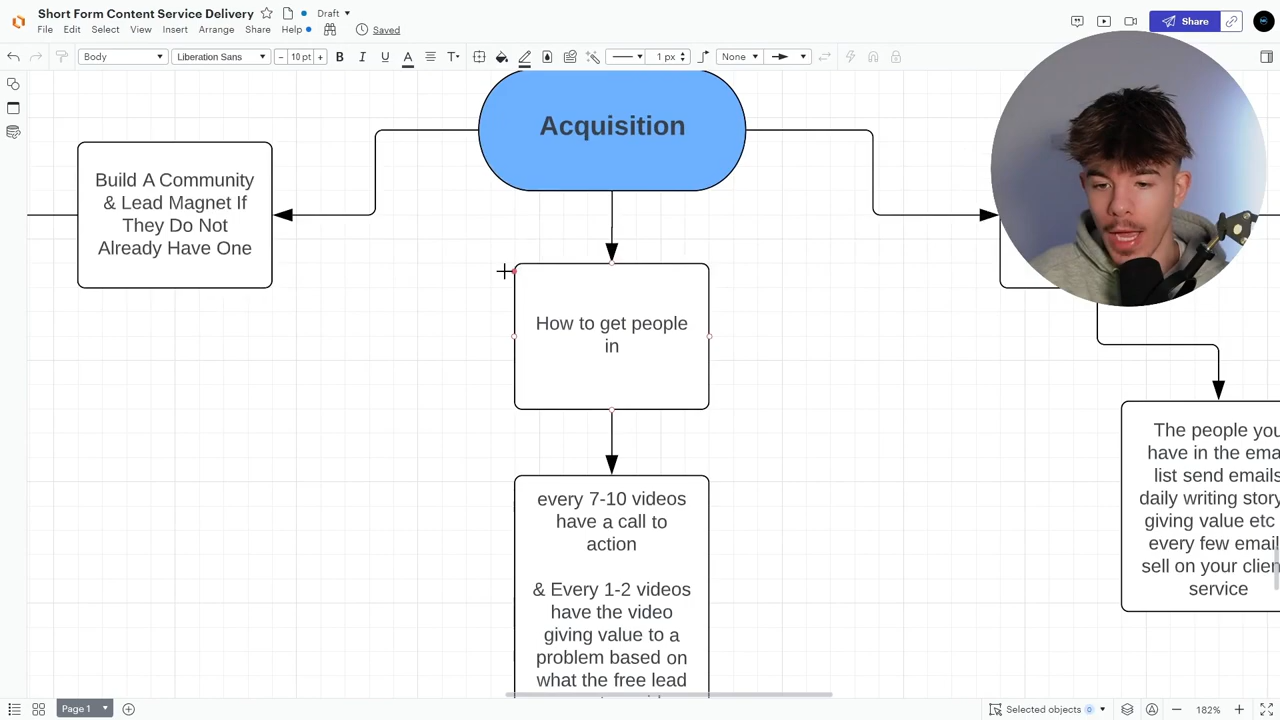 Short Form Content Service Delivery
Draft
File Edit Select View Insert Arrange Share Help Saved
Share
Body Liberation Sans 10 pt 1 px None
Acquisition
Build A Community
& Lead Magnet If
They Do Not
Already Have One
How to get people
in
every 7-10 videos
have a call to
action
& Every 1-2 videos
have the video
giving value to a
problem based on
what the free lead
The people you
have in the ema
list send emails
daily writing story
giving value etc
every few email
sell on your clien
service
Page 1
Selected objects 0
182%